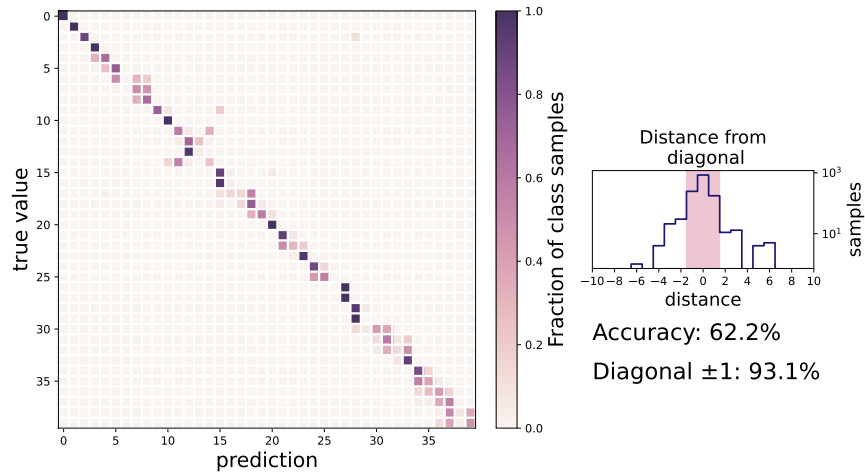 0
5
10
15
20
25
30
35
true value
0 5 10 15 20 25 30 35
prediction
1.0
0.8
0.6
0.4
0.2
0.0
Fraction of class samples
Distance from
diagonal
10³
10¹
samples
−10 −8 −6 −4 −2 0 2 4 6 8 10
distance
Accuracy: 62.2%
Diagonal ±1: 93.1%